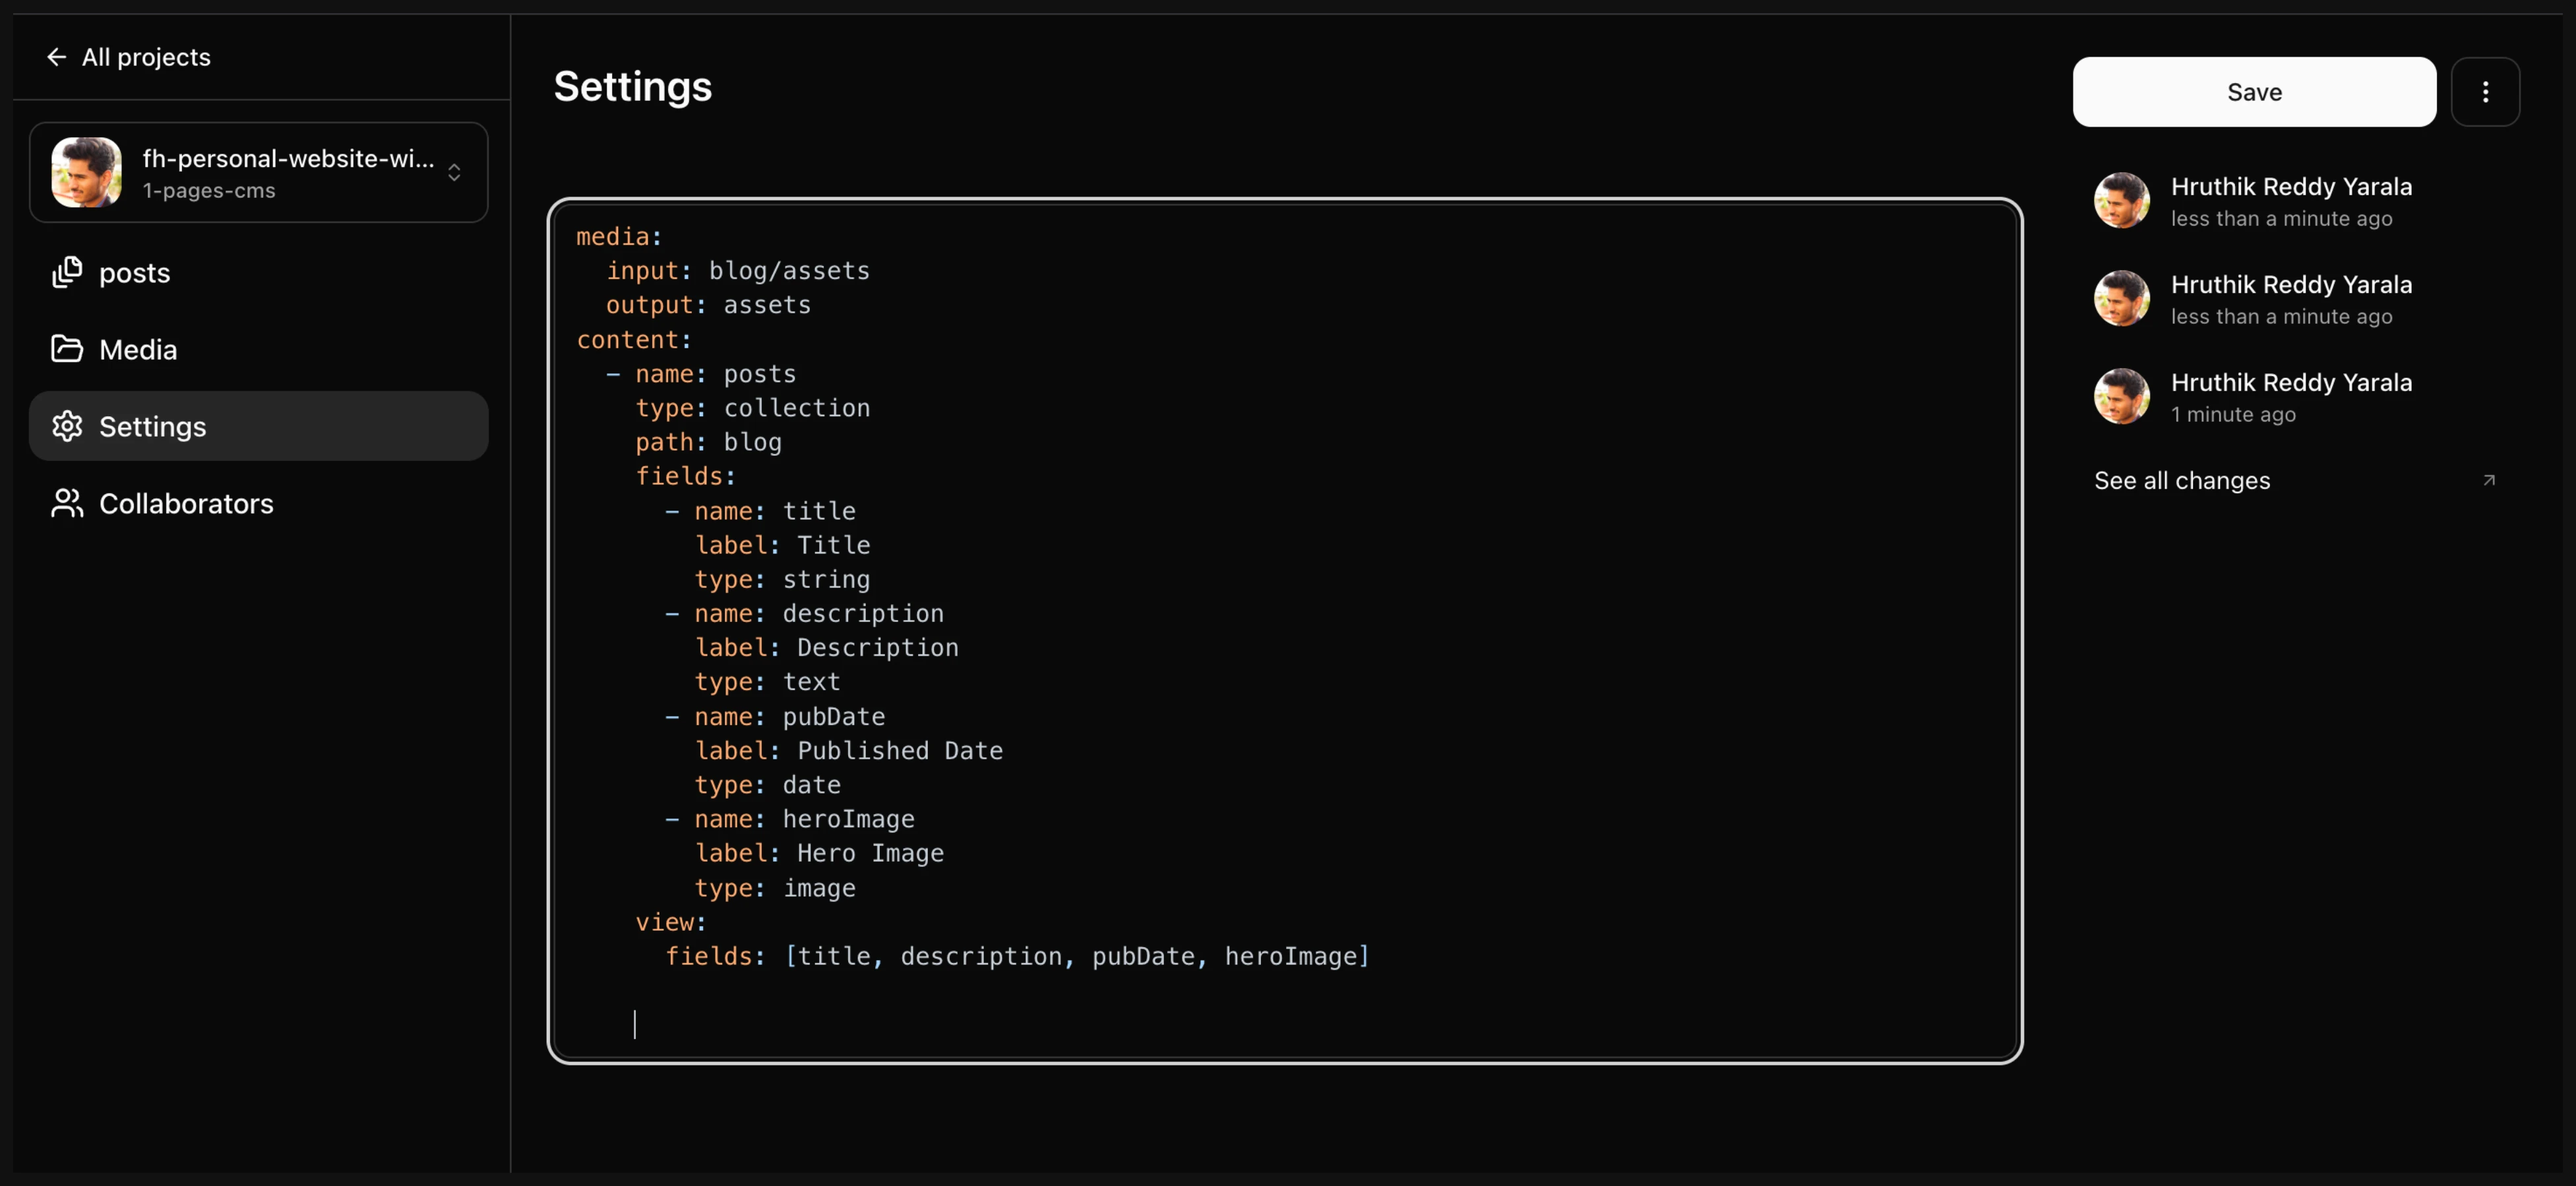 All projects
fh-personal-website-wi...
1-pages-cms
posts
Media
Settings
Collaborators
Settings
media:
  input: blog/assets
  output: assets
content:
  - name: posts
    type: collection
    path: blog
    fields:
      - name: title
        label: Title
        type: string
      - name: description
        label: Description
        type: text
      - name: pubDate
        label: Published Date
        type: date
      - name: heroImage
        label: Hero Image
        type: image
    view:
      fields: [title, description, pubDate, heroImage]
Save
Hruthik Reddy Yarala
less than a minute ago
Hruthik Reddy Yarala
less than a minute ago
Hruthik Reddy Yarala
1 minute ago
See all changes